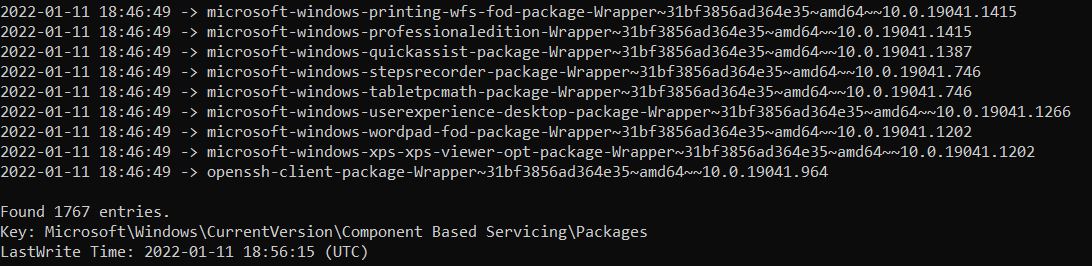 2022-01-11 18:46:49 -> microsoft-windows-printing-wfs-fod-package-Wrapper~31bf3856ad364e35~amd64~~10.0.19041.1415
2022-01-11 18:46:49 -> microsoft-windows-professionaledition-Wrapper~31bf3856ad364e35~amd64~~10.0.19041.1415
2022-01-11 18:46:49 -> microsoft-windows-quickassist-package-Wrapper~31bf3856ad364e35~amd64~~10.0.19041.1387
2022-01-11 18:46:49 -> microsoft-windows-stepsrecorder-package-Wrapper~31bf3856ad364e35~amd64~~10.0.19041.746
2022-01-11 18:46:49 -> microsoft-windows-tabletpcmath-package-Wrapper~31bf3856ad364e35~amd64~~10.0.19041.746
2022-01-11 18:46:49 -> microsoft-windows-userexperience-desktop-package-Wrapper~31bf3856ad364e35~amd64~~10.0.19041.1266
2022-01-11 18:46:49 -> microsoft-windows-wordpad-fod-package-Wrapper~31bf3856ad364e35~amd64~~10.0.19041.1202
2022-01-11 18:46:49 -> microsoft-windows-xps-xps-viewer-opt-package-Wrapper~31bf3856ad364e35~amd64~~10.0.19041.1202
2022-01-11 18:46:49 -> openssh-client-package-Wrapper~31bf3856ad364e35~amd64~~10.0.19041.964
Found 1767 entries.
Key: Microsoft\Windows\CurrentVersion\Component Based Servicing\Packages
LastWrite Time: 2022-01-11 18:56:15 (UTC)